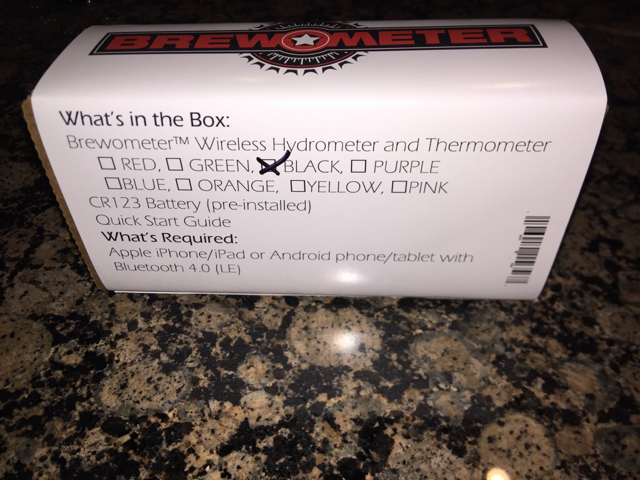 BREWOMETER
What's in the Box:
Brewometer™ Wireless Hydrometer and Thermometer
☐ RED, ☐ GREEN, ☒ BLACK, ☐ PURPLE
☐BLUE, ☐ ORANGE, ☐YELLOW, ☐PINK
CR123 Battery (pre-installed)
Quick Start Guide
What's Required:
Apple iPhone/iPad or Android phone/tablet with
Bluetooth 4.0 (LE)